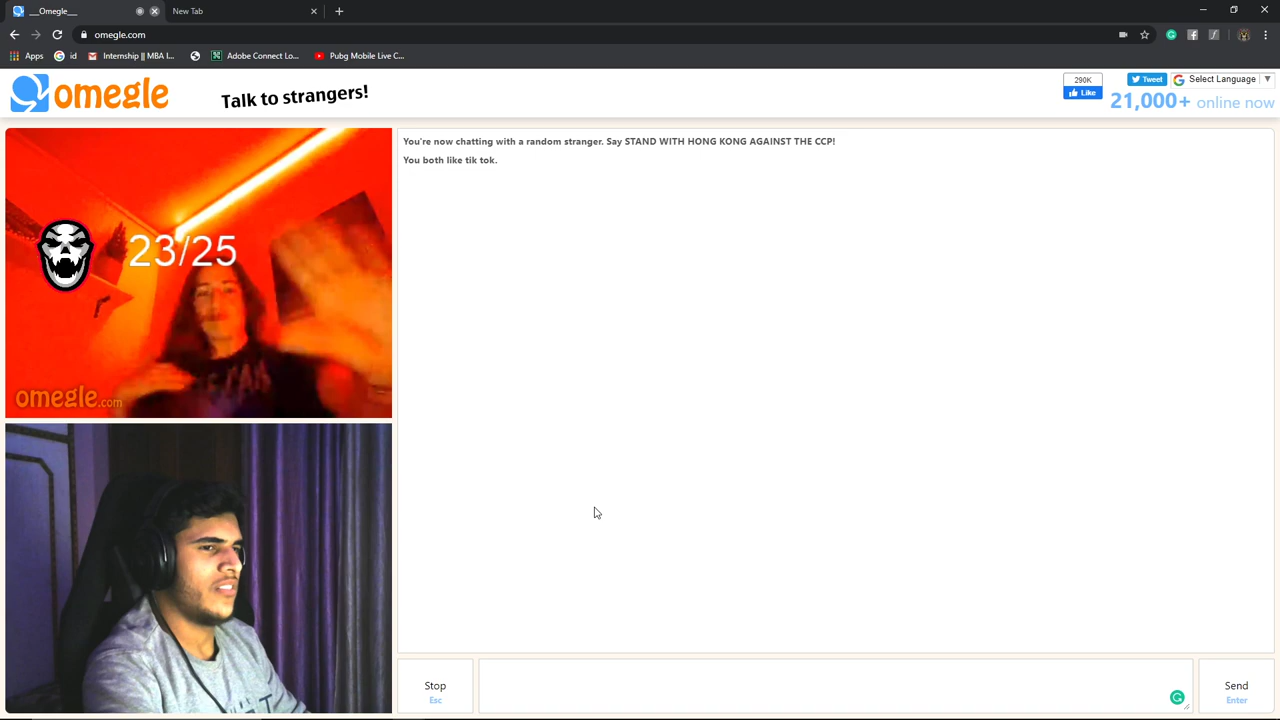 __Omegle__
New Tab
omegle.com
Apps
id
Internship || MBA I...
Adobe Connect Lo...
Pubg Mobile Live C...
omegle
Talk to strangers!
290K
Like
Tweet
Select Language
21,000+ online now
You're now chatting with a random stranger. Say STAND WITH HONG KONG AGAINST THE CCP!
You both like tik tok.
23/25
omegle.com
Stop
Esc
Send
Enter